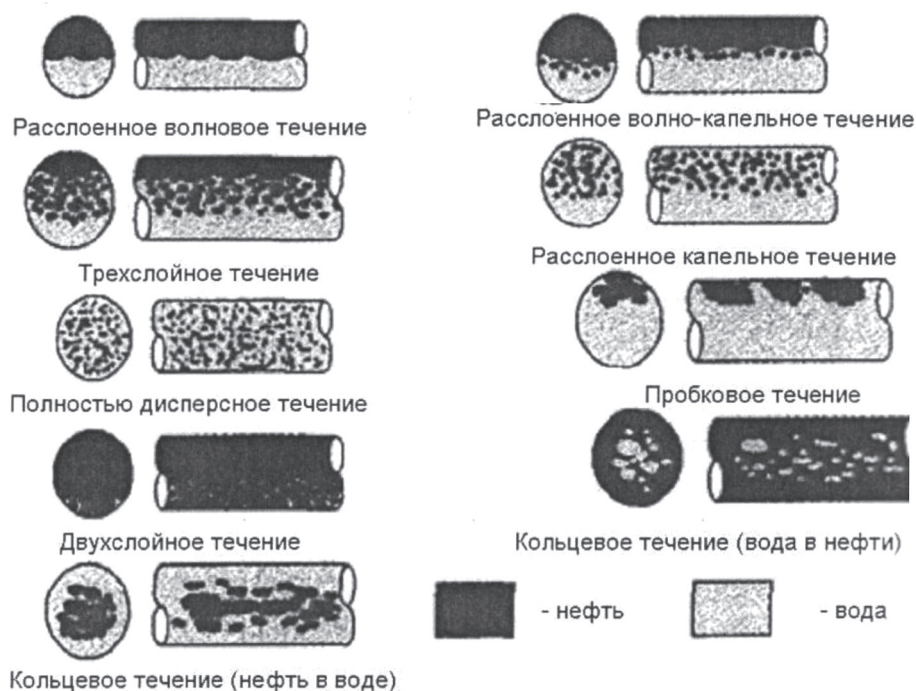 Расслоенное волновое течение
Расслоенное волно-капельное течение
Трехслойное течение
Расслоенное капельное течение
Полностью дисперсное течение
Пробковое течение
Двухслойное течение
Кольцевое течение (вода в нефти)
- нефть
- вода
Кольцевое течение (нефть в воде)